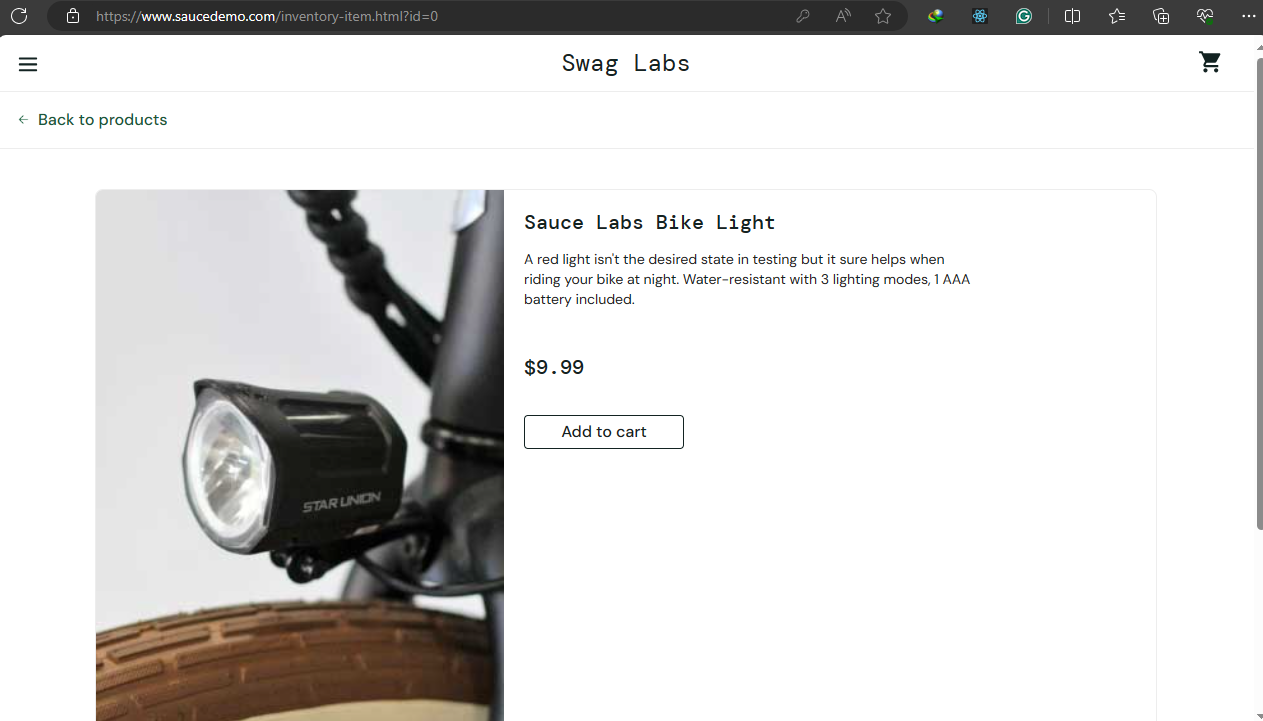 https://www.saucedemo.com/inventory-item.html?id=0
Swag Labs
← Back to products
Sauce Labs Bike Light
A red light isn't the desired state in testing but it sure helps when
riding your bike at night. Water-resistant with 3 lighting modes, 1 AAA
battery included.
$9.99
Add to cart
STAR UNION